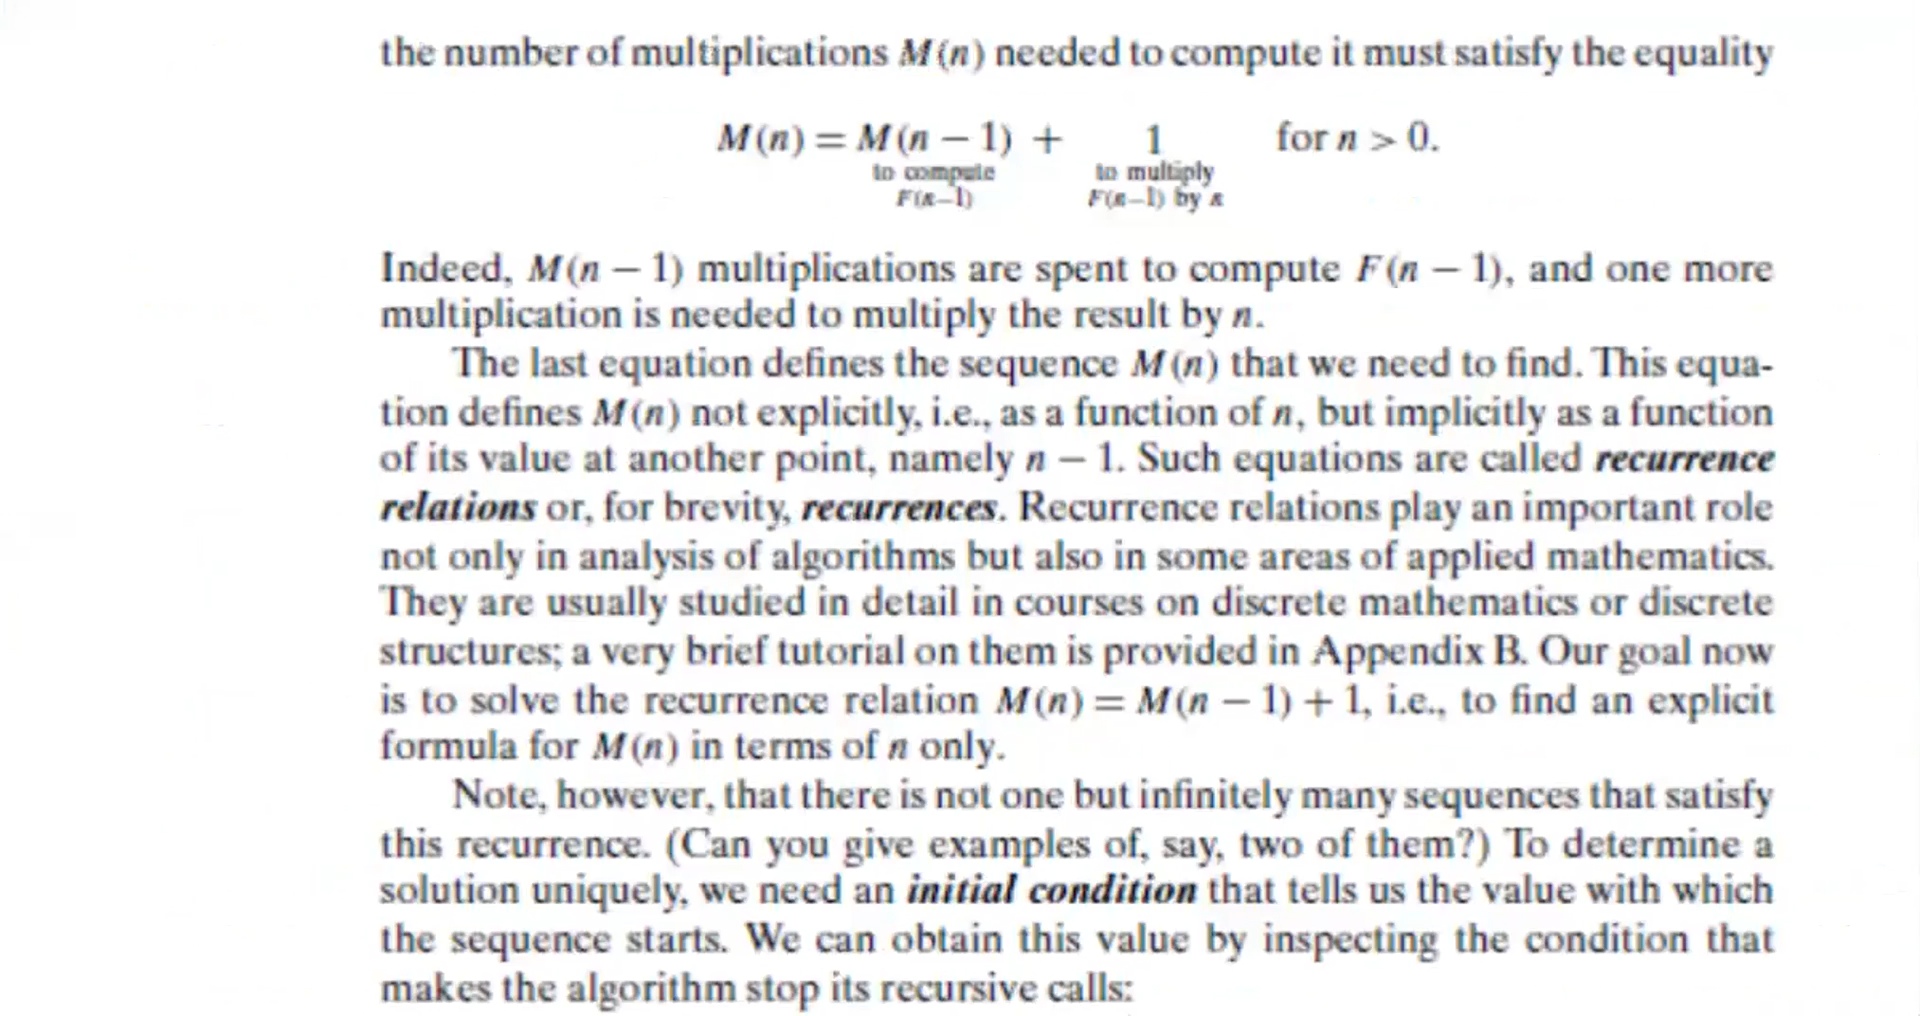 the number of multiplications M(n) needed to compute it must satisfy the equality
M(n) = M(n − 1) + 1 for n > 0.
to compute to multiply
F(n−1) F(n−1) by n
Indeed, M(n − 1) multiplications are spent to compute F(n − 1), and one more
multiplication is needed to multiply the result by n.
The last equation defines the sequence M(n) that we need to find. This equa-
tion defines M(n) not explicitly, i.e., as a function of n, but implicitly as a function
of its value at another point, namely n − 1. Such equations are called recurrence
relations or, for brevity, recurrences. Recurrence relations play an important role
not only in analysis of algorithms but also in some areas of applied mathematics.
They are usually studied in detail in courses on discrete mathematics or discrete
structures; a very brief tutorial on them is provided in Appendix B. Our goal now
is to solve the recurrence relation M(n) = M(n − 1) + 1, i.e., to find an explicit
formula for M(n) in terms of n only.
Note, however, that there is not one but infinitely many sequences that satisfy
this recurrence. (Can you give examples of, say, two of them?) To determine a
solution uniquely, we need an initial condition that tells us the value with which
the sequence starts. We can obtain this value by inspecting the condition that
makes the algorithm stop its recursive calls: